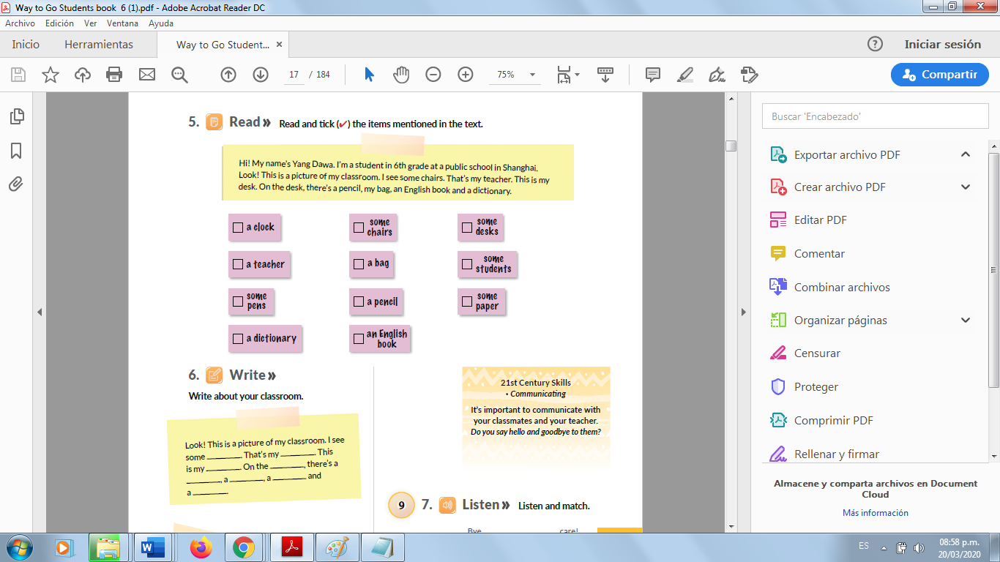 Way to Go Students book 6 (1).pdf - Adobe Acrobat Reader DC
Archivo Edición Ver Ventana Ayuda
Inicio Herramientas Way to Go Student... × Iniciar sesión
17 / 184 75% Compartir
5. Read» Read and tick (✓) the items mentioned in the text.
Hi! My name's Yang Dawa. I'm a student in 6th grade at a public school in Shanghai.
Look! This is a picture of my classroom. I see some chairs. That's my teacher. This is my
desk. On the desk, there's a pencil, my bag, an English book and a dictionary.
a clock
some
chairs
some
desks
a teacher
a bag
some
students
some
pens
a pencil
some
paper
a dictionary
an English
book
6. Write»
Write about your classroom.
Look! This is a picture of my classroom. I see
some ________. That's my ________. This
is my ________. On the ________, there's a
________, a ________, a ________ and
a ________.
21st Century Skills
• Communicating
It's important to communicate with
your classmates and your teacher.
Do you say hello and goodbye to them?
9 7. Listen» Listen and match.
Bye care!
Buscar 'Encabezado'
Exportar archivo PDF
Crear archivo PDF
Editar PDF
Comentar
Combinar archivos
Organizar páginas
Censurar
Proteger
Comprimir PDF
Rellenar y firmar
Almacene y comparta archivos en Document
Cloud
Más información
ES
08:58 p.m.
20/03/2020